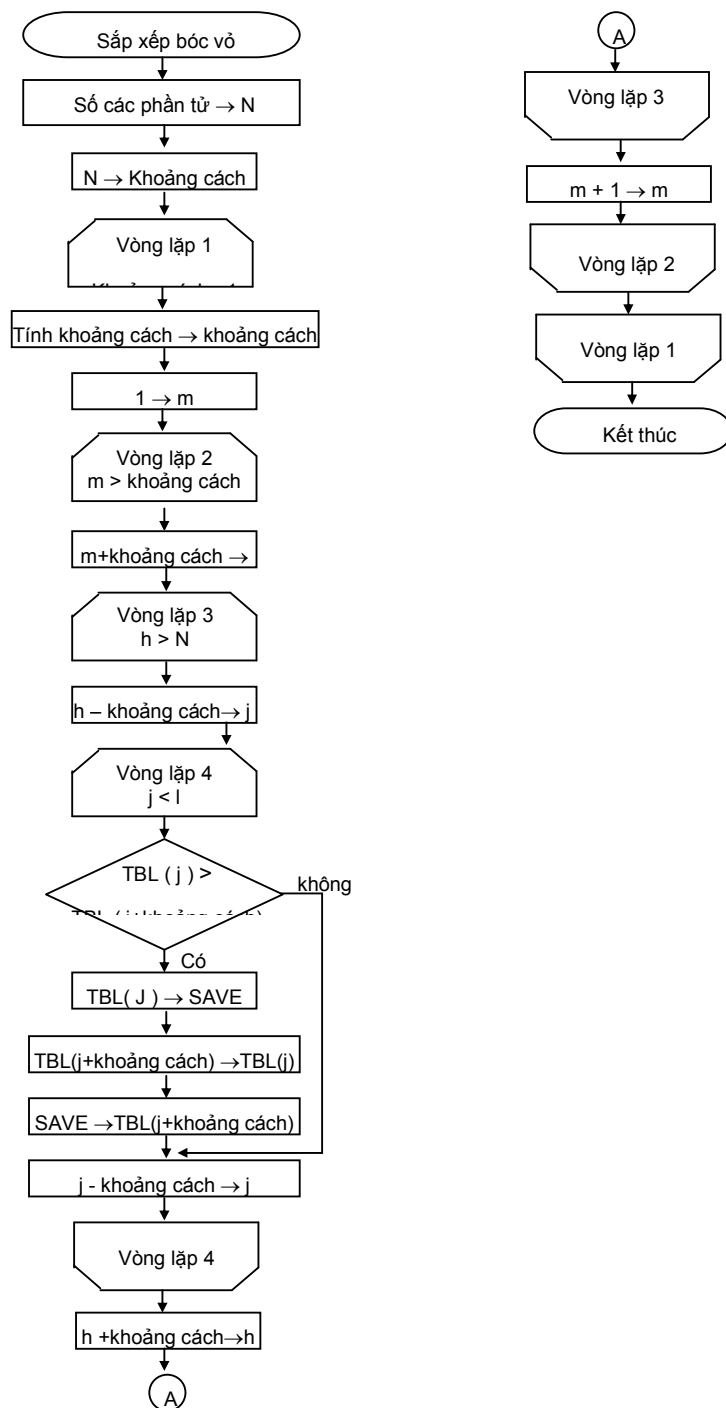 Sắp xếp bóc vỏ
Số các phần tử → N
N → Khoảng cách
Vòng lặp 1
Tính khoảng cách → khoảng cách
1 → m
Vòng lặp 2
m > khoảng cách
m+khoảng cách →
Vòng lặp 3
h > N
h – khoảng cách→ j
Vòng lặp 4
j < l
TBL ( j ) >
TBL ( j+khoảng cách)
không
Có
TBL( J ) → SAVE
TBL(j+khoảng cách) →TBL(j)
SAVE →TBL(j+khoảng cách)
j - khoảng cách → j
Vòng lặp 4
h +khoảng cách→h
A
A
Vòng lặp 3
m + 1 → m
Vòng lặp 2
Vòng lặp 1
Kết thúc